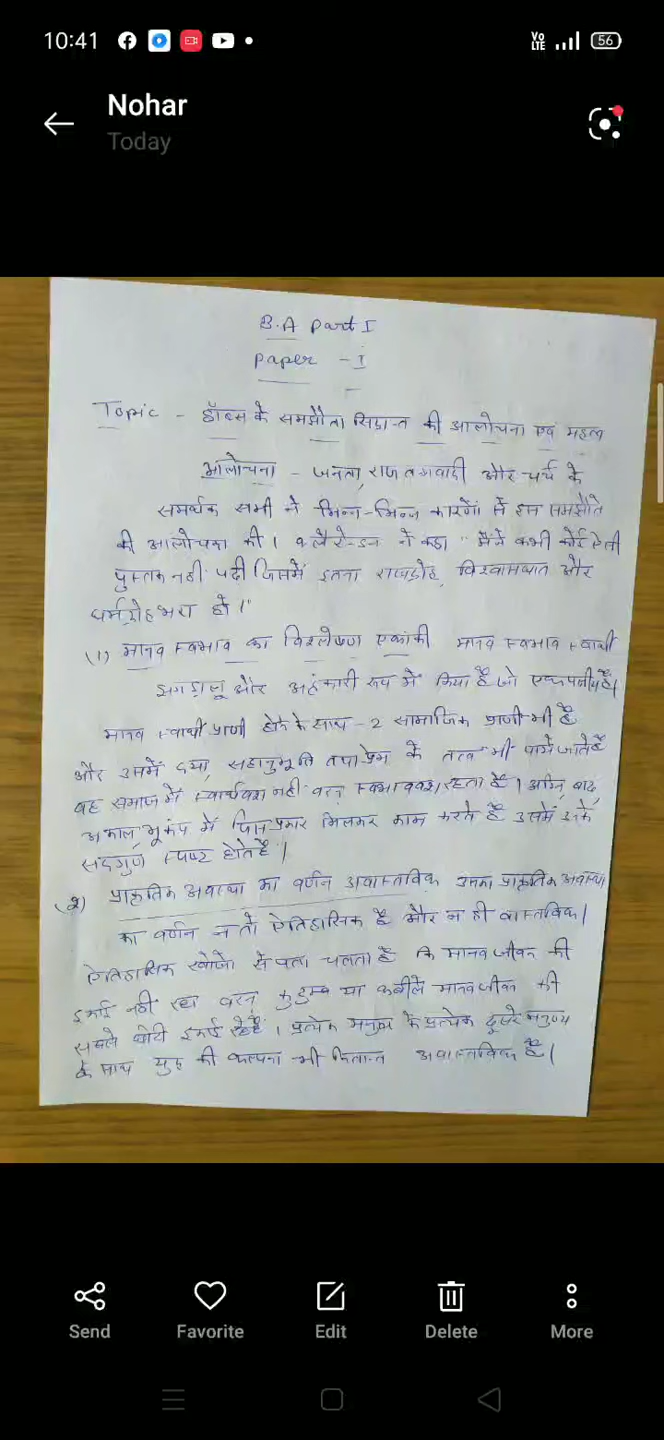 10:41
Vo LTE
56
Nohar
Today
B.A Part I
Paper - I
Topic - हॉब्स के समझौता सिद्धान्त की आलोचना एवं महत्व
आलोचना - जनता, राजतन्त्रवादी और चर्च के
समर्थक सभी ने भिन्न-भिन्न कारणों से इस समझौते
की आलोचना की। क्लैरेन्डन ने कहा "मैंने कभी कोई ऐसी
पुस्तक नही पढी जिसमें इतना राजद्रोह, विश्वासघात और
धर्मद्रोह भरा हो।"
(1) मानव स्वभाव का विश्लेषण एकांकी मानव स्वभाव स्वार्थी
झगडालू और अहंकारी रूप में किया है जो एकपक्षीय है।
मानव स्वार्थी प्राणी होने के साथ-2 सामाजिक प्राणी भी है
और उसमें दया, सहानुभूति तथा प्रेम के तत्व भी पाये जाते है
वह समाज में स्वार्थवश नही वरन् स्वभाववश रहता है। अग्नि, बाढ़,
अकाल, भूकंप में जिस प्रकार मिलकर काम करते है उसमें उनके
सदगुण स्पष्ट होते है।
(2) प्राकृतिक अवस्था का वर्णन अवास्तविक उसका प्राकृतिक अवस्था
का वर्णन न तो ऐतिहासिक है और न ही वास्तविक।
ऐतिहासिक खोजो से पता चलता है कि मानव जीवन की
इकाई नही रहा वरन् कुटुम्ब या कबीले मानव जीवन की
सबसे छोटी इकाई रहे है। प्रत्येक मनुष्य के प्रत्येक दूसरे मनुष्य
के साथ युद्ध की कल्पना भी नितान्त अवास्तविक है।
Send
Favorite
Edit
Delete
More